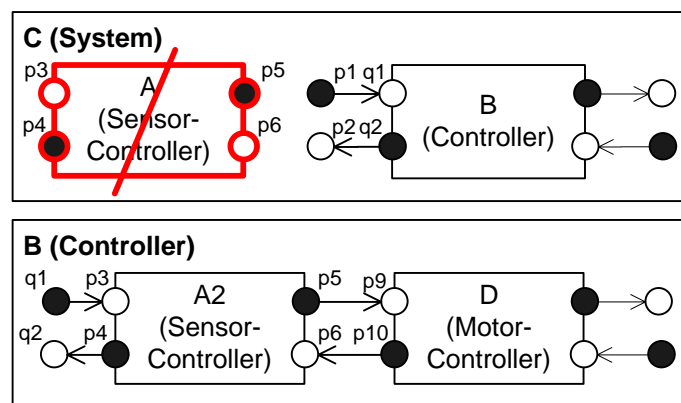 C (System)
p3
p5
p1 q1
A
B
(Sensor-
Controller)
(Controller)
p4
p6
p2 q2
B (Controller)
q1
p3
p5
p9
A2
(Sensor-
Controller)
D
(Motor-
Controller)
q2
p4
p6
p10